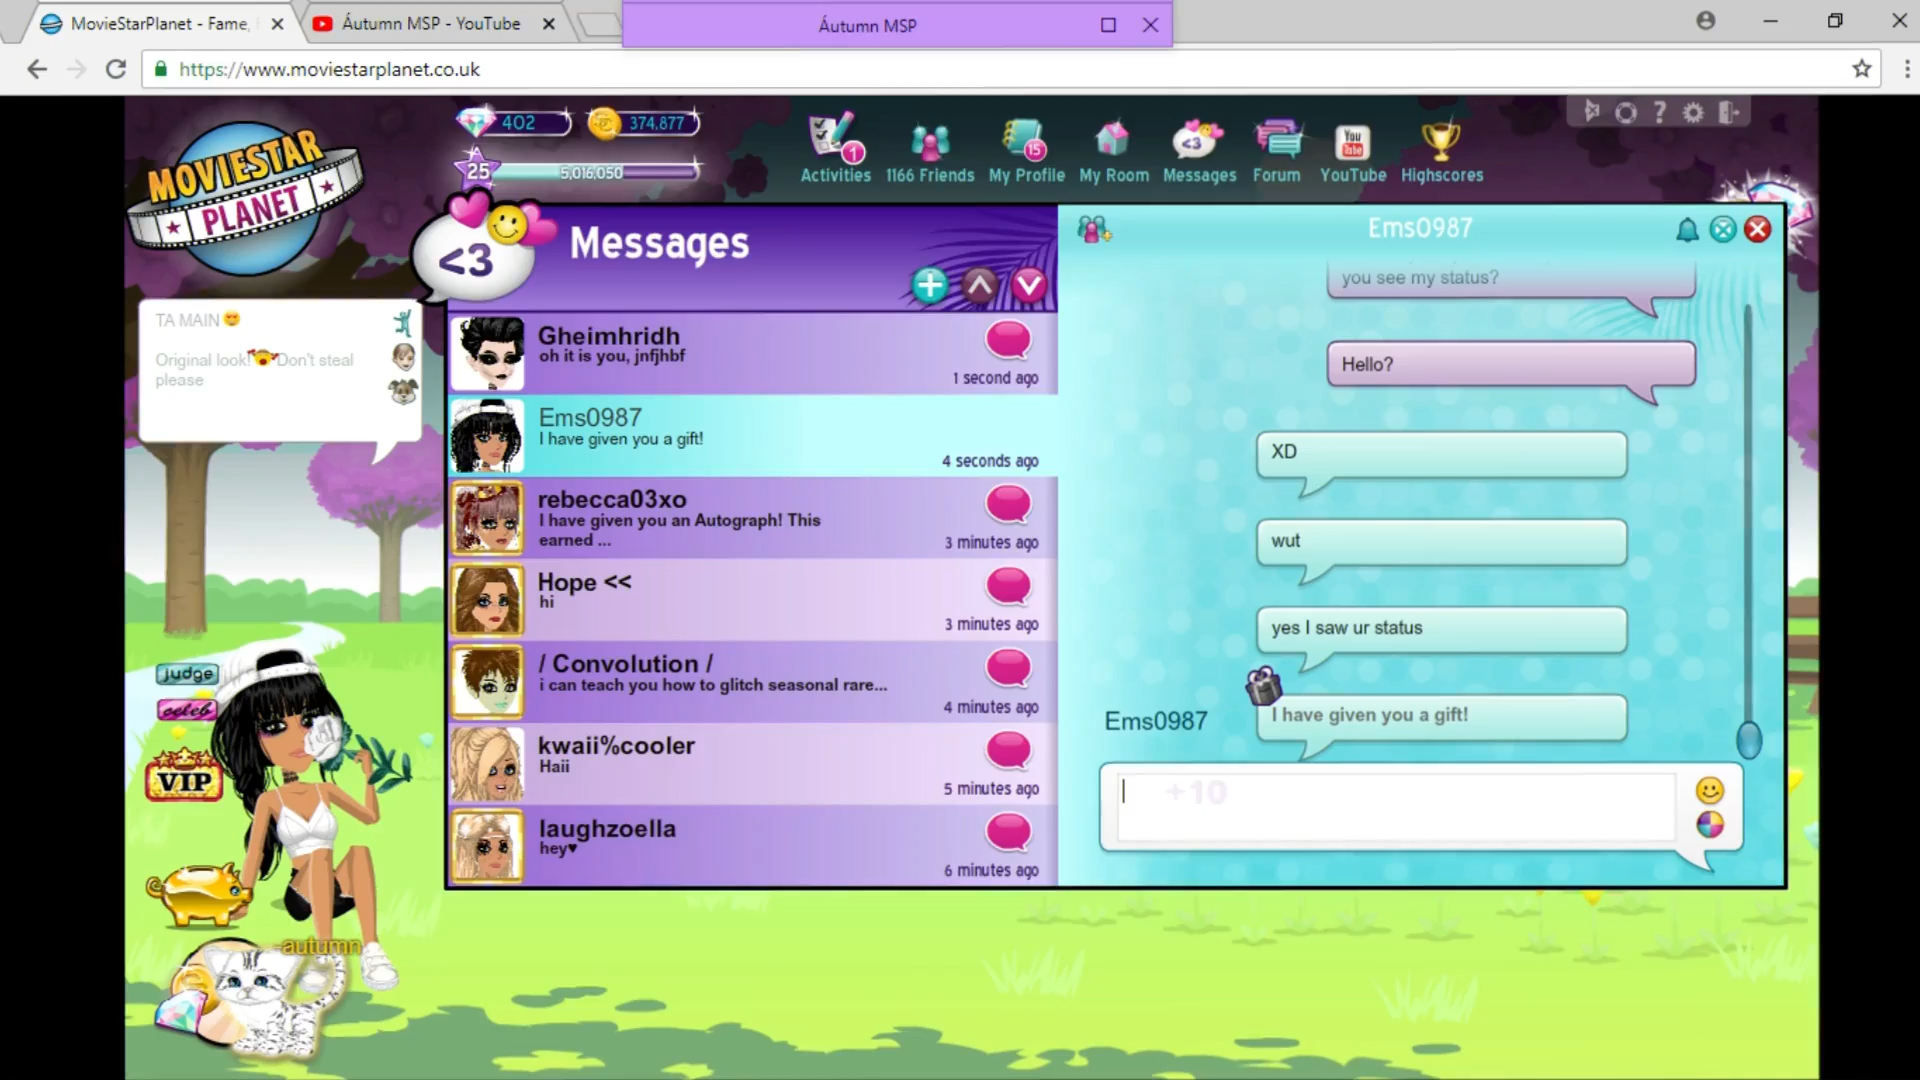 MovieStarPlanet - Fame,
Áutumn MSP - YouTube
Áutumn MSP
https://www.moviestarplanet.co.uk
MOVIESTAR
PLANET
402
374,877
25
5,016,050
1
15
<3
You
Tube
Activities
1166 Friends
My Profile
My Room
Messages
Forum
YouTube
Highscores
?
<3
Messages
TA MAIN
Original look! Don't steal
please
Gheimhridh
oh it is you, jnfjhbf
1 second ago
Ems0987
I have given you a gift!
4 seconds ago
rebecca03xo
I have given you an Autograph! This
earned ...
3 minutes ago
Hope <<
hi
3 minutes ago
/ Convolution /
i can teach you how to glitch seasonal rare...
4 minutes ago
kwaii%cooler
Haii
5 minutes ago
laughzoella
hey♥
6 minutes ago
Ems0987
you see my status?
Hello?
XD
wut
yes I saw ur status
Ems0987
I have given you a gift!
+10
judge
celeb
VIP
autumn